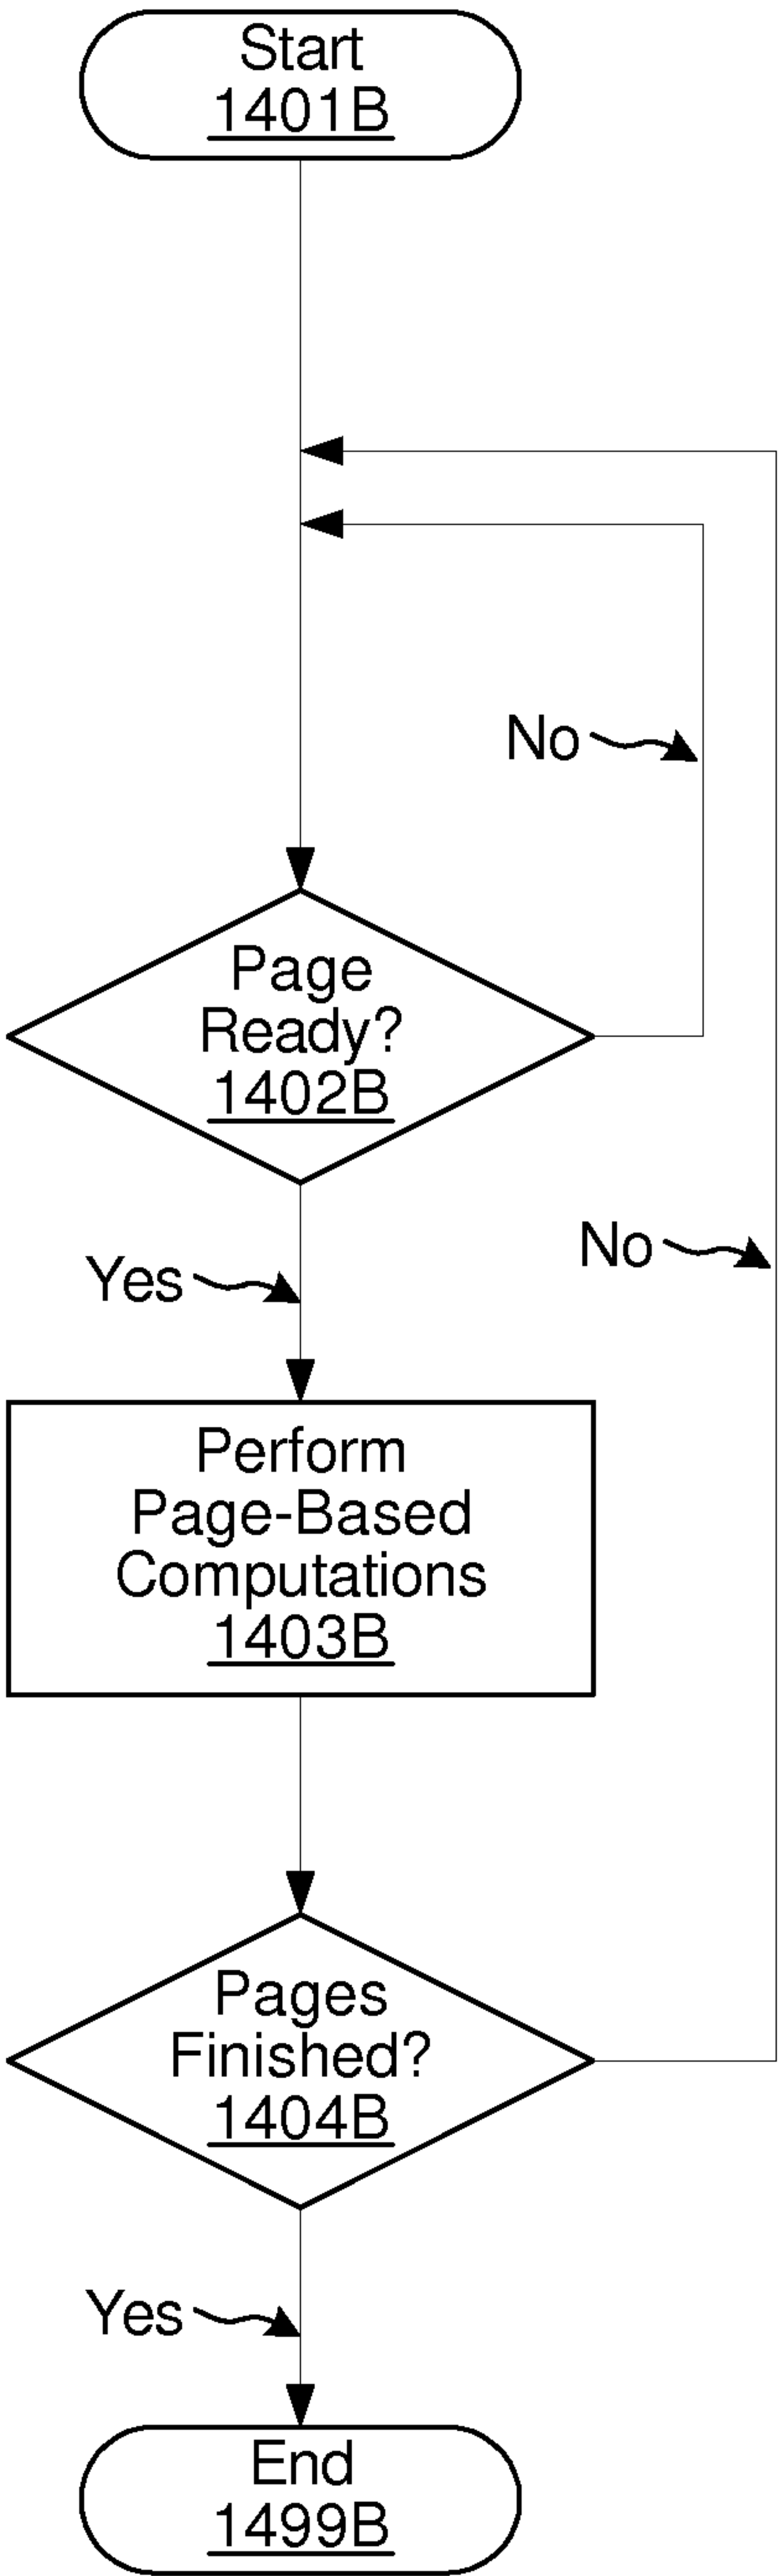 Start
1401B
No
Page
Ready?
1402B
No
Yes
Perform
Page-Based
Computations
1403B
Pages
Finished?
1404B
Yes
End
1499B